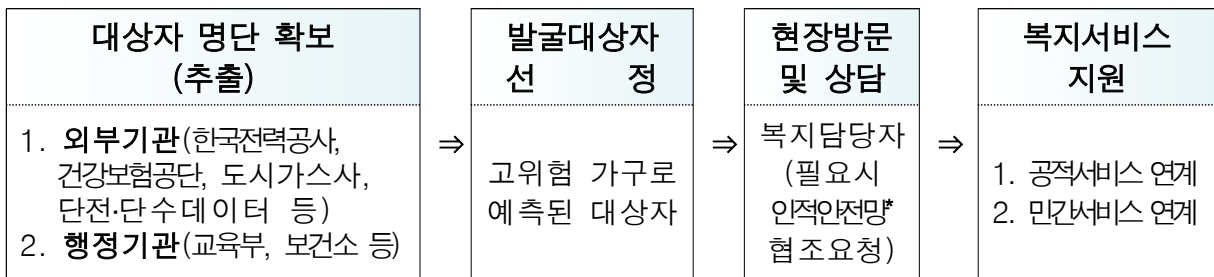 대상자 명단 확보
(추출)
1. 외부기관(한국전력공사,
건강보험공단, 도시가스사,
단전·단수데이터 등)
2. 행정기관(교육부, 보건소 등)
⇒
발굴대상자
선 정
고위험 가구로
예측된 대상자
⇒
현장방문
및 상담
복지담당자
(필요시
인적안전망*
협조요청)
⇒
복지서비스
지원
1. 공적서비스 연계
2. 민간서비스 연계